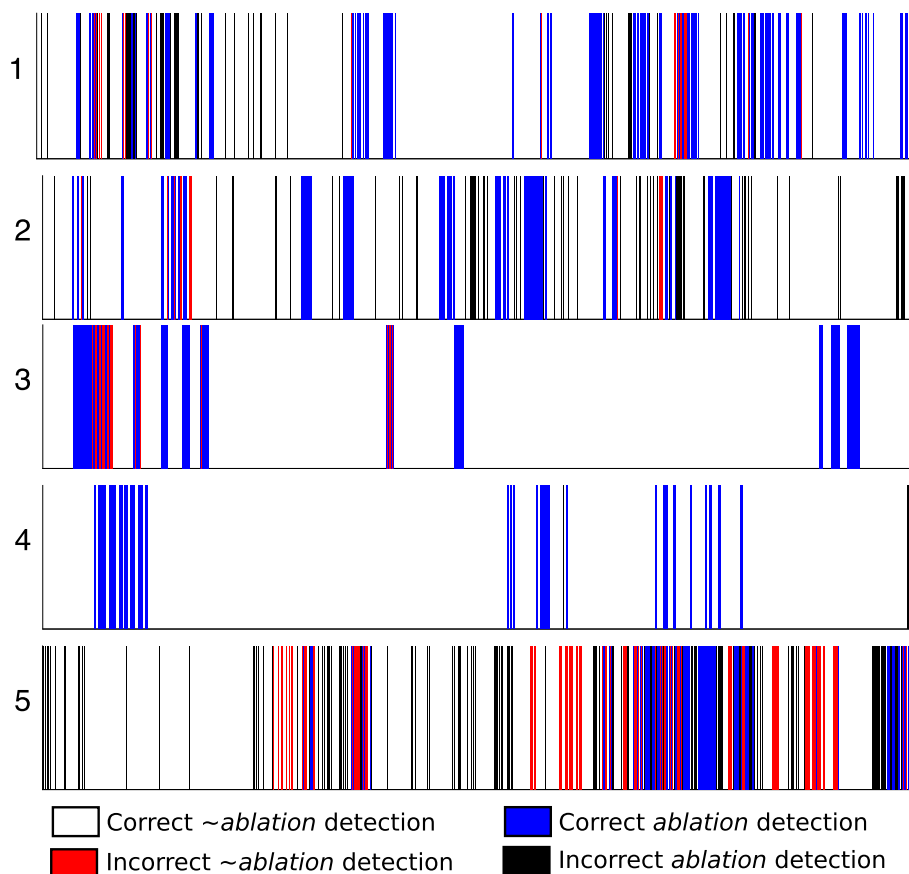 1
2
3
4
5
Correct ~ablation detection
Correct ablation detection
Incorrect ~ablation detection
Incorrect ablation detection